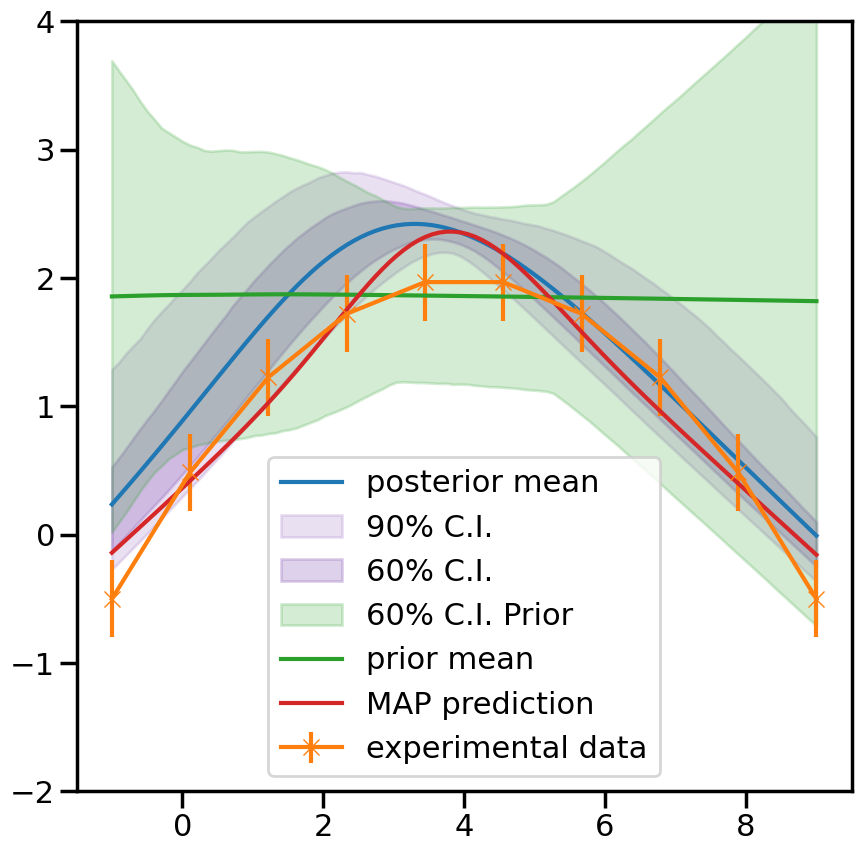 4
3
2
1
0
−1
−2
posterior mean
90% C.I.
60% C.I.
60% C.I. Prior
prior mean
MAP prediction
experimental data
0 2 4 6 8